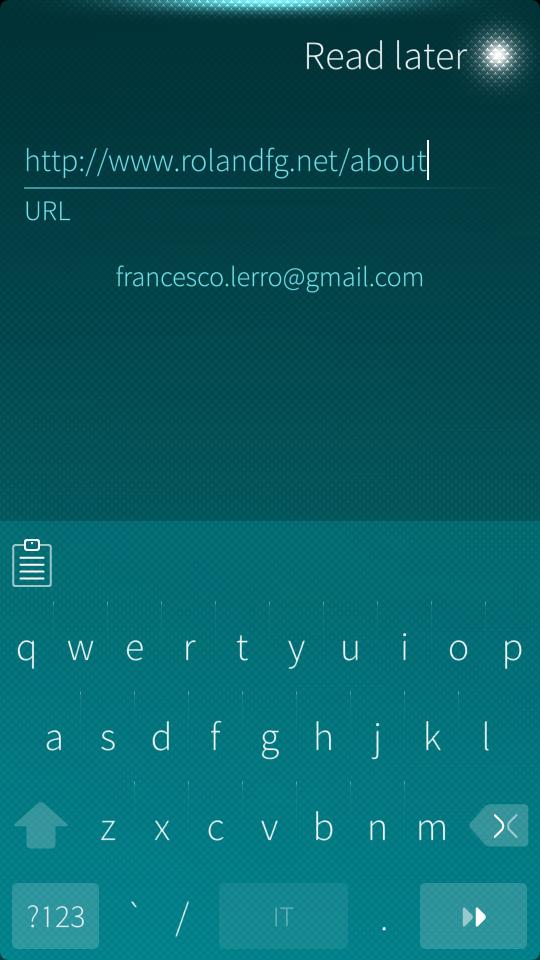 Read later
http://www.rolandfg.net/about
URL
francesco.lerro@gmail.com
q w e r t y u i o p
a s d f g h j k l
z x c v b n m
?123 ` / IT .